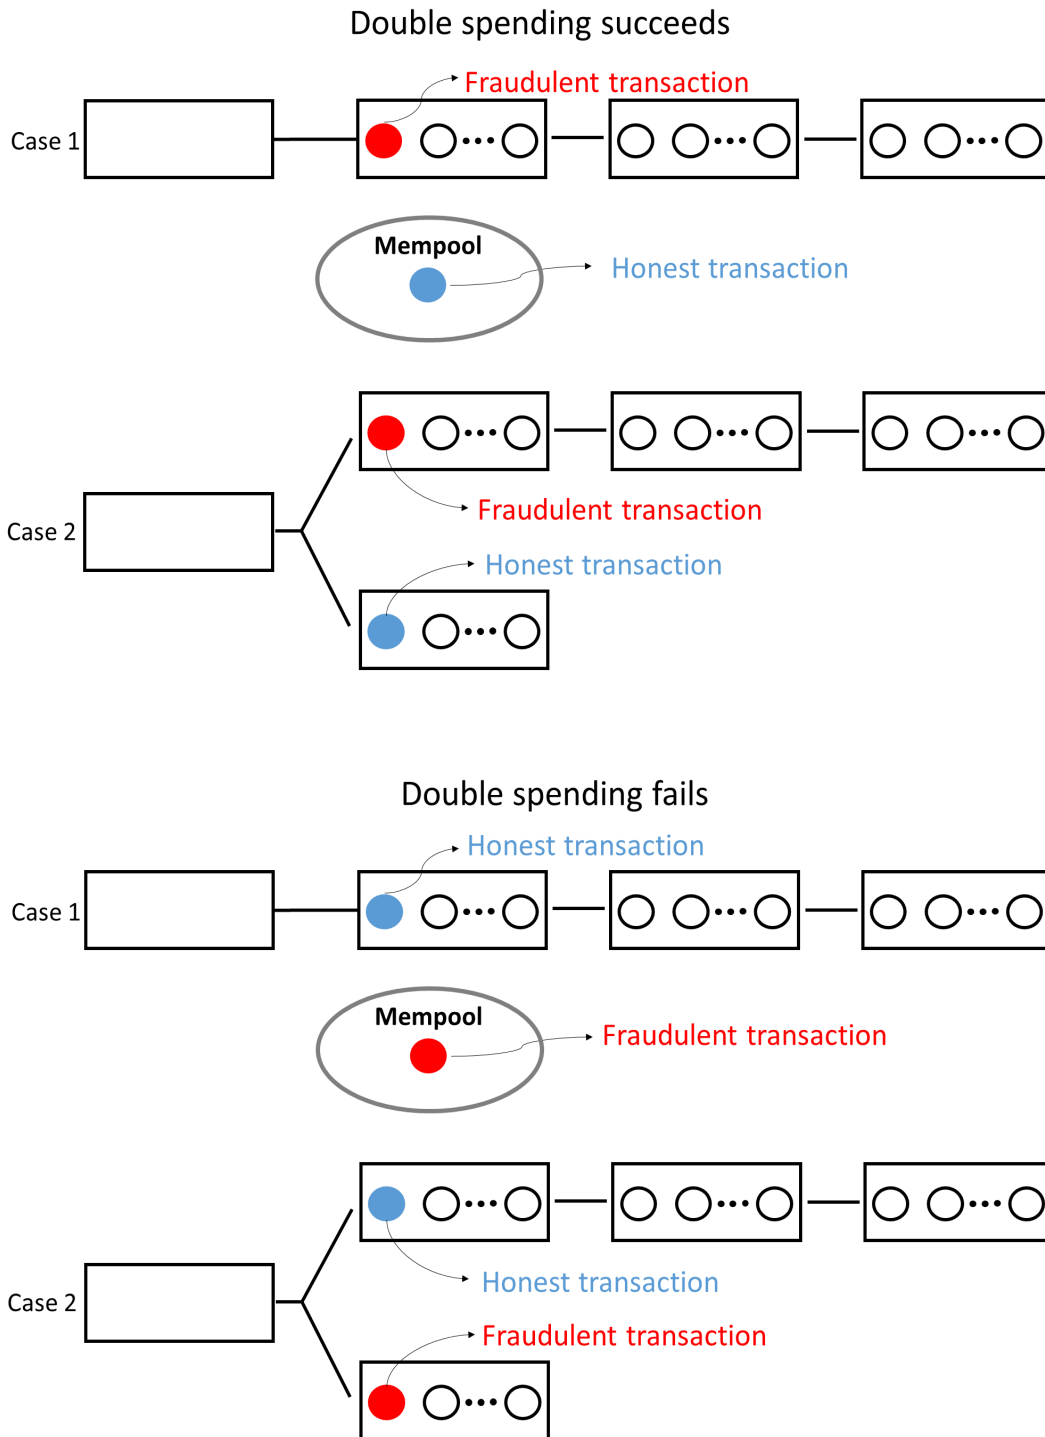 Double spending succeeds
Fraudulent transaction
Case 1
Mempool
Honest transaction
Fraudulent transaction
Case 2
Honest transaction
Double spending fails
Honest transaction
Case 1
Mempool
Fraudulent transaction
Honest transaction
Case 2
Fraudulent transaction